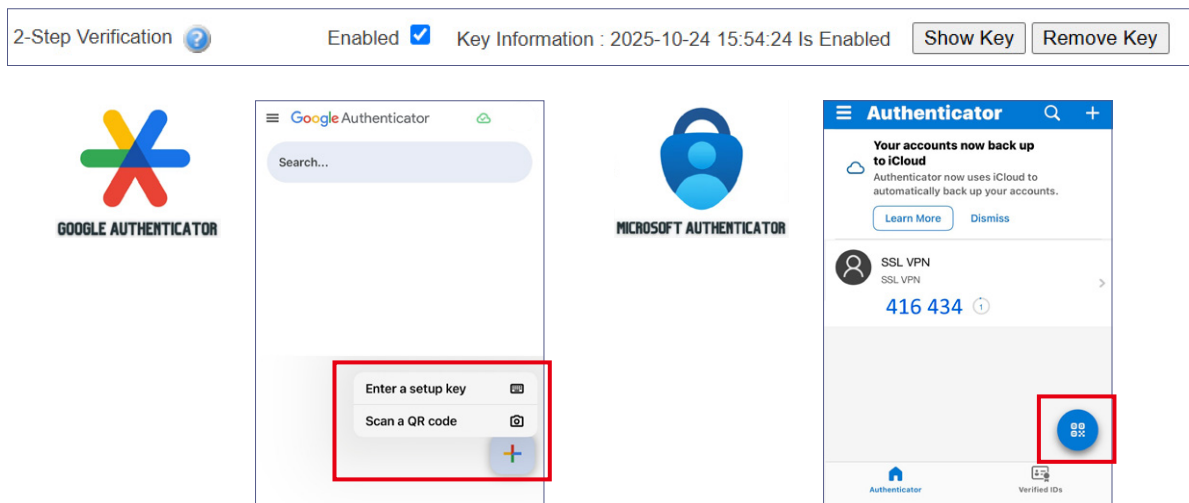 2-Step Verification ? Enabled Key Information : 2025-10-24 15:54:24 Is Enabled Show Key Remove Key
GOOGLE AUTHENTICATOR
Google Authenticator
Search...
Enter a setup key
Scan a QR code
MICROSOFT AUTHENTICATOR
Authenticator
Your accounts now back up
to iCloud
Authenticator now uses iCloud to
automatically back up your accounts.
Learn More Dismiss
SSL VPN
SSL VPN
416 434 1
Authenticator Verified IDs